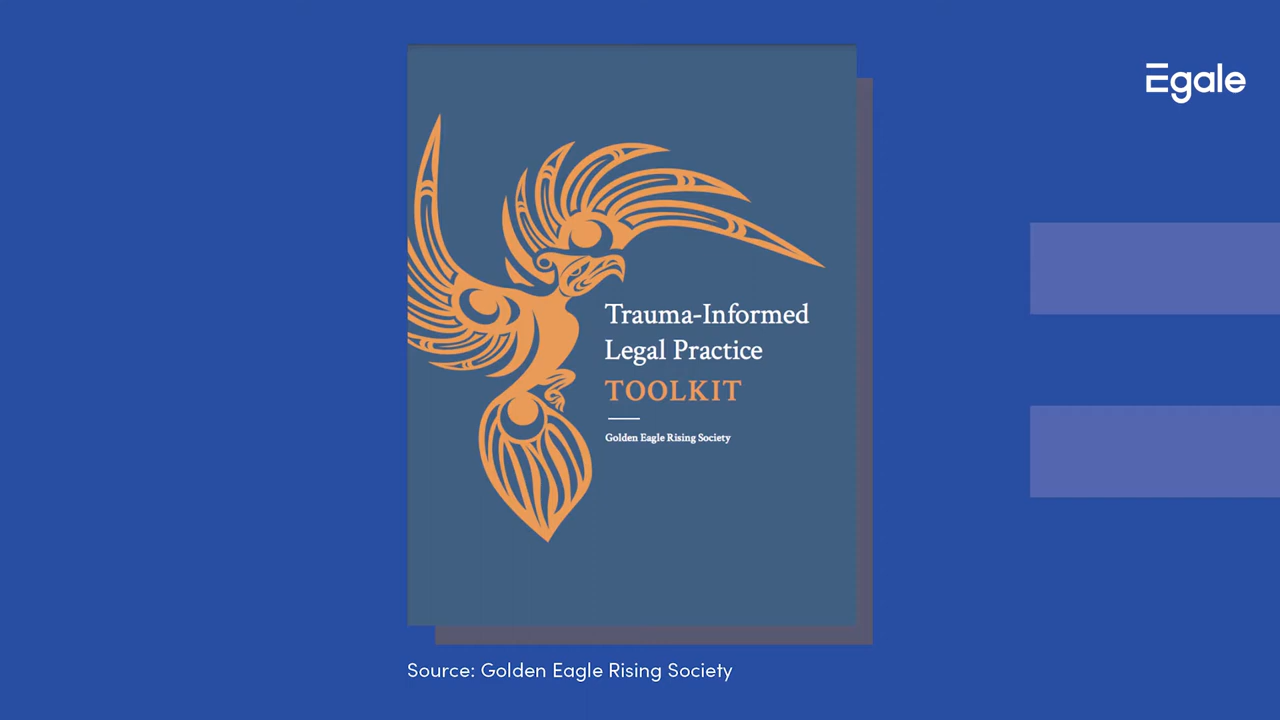 Egale
Trauma-Informed
Legal Practice
TOOLKIT
Golden Eagle Rising Society
Source: Golden Eagle Rising Society